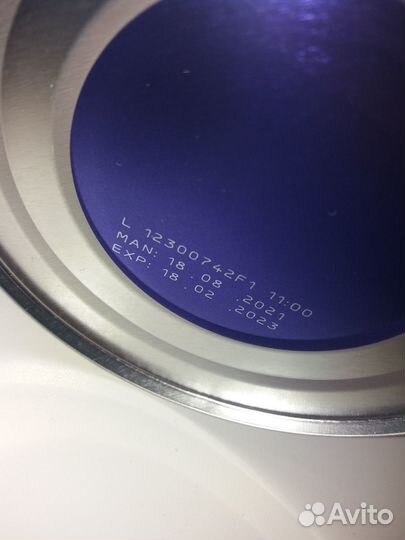 L 12300742F1 11:00
MAN: 18 . 08 . 2021
EXP: 18 . 02 . 2023
Avito